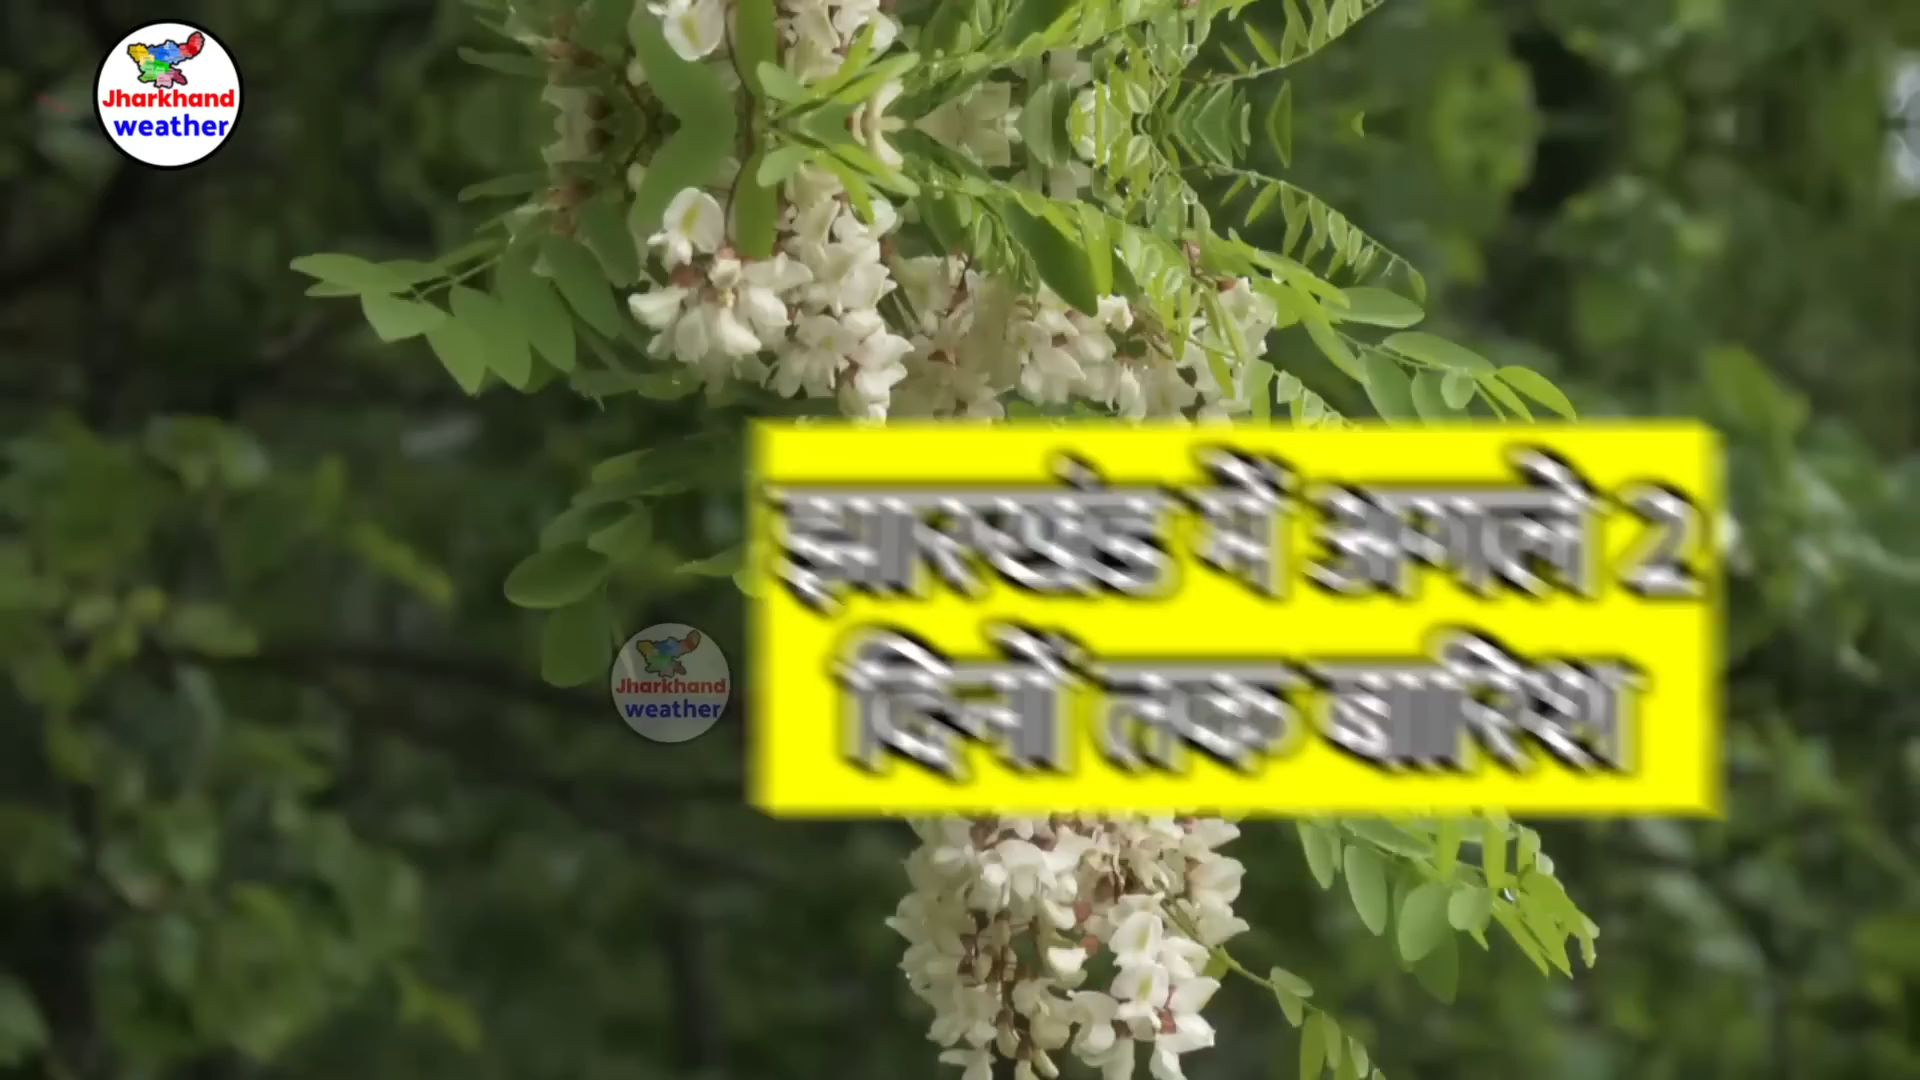 Jharkhand
weather
झारखंड में अगले 2
दिनों तक बारिश
Jharkhand
weather